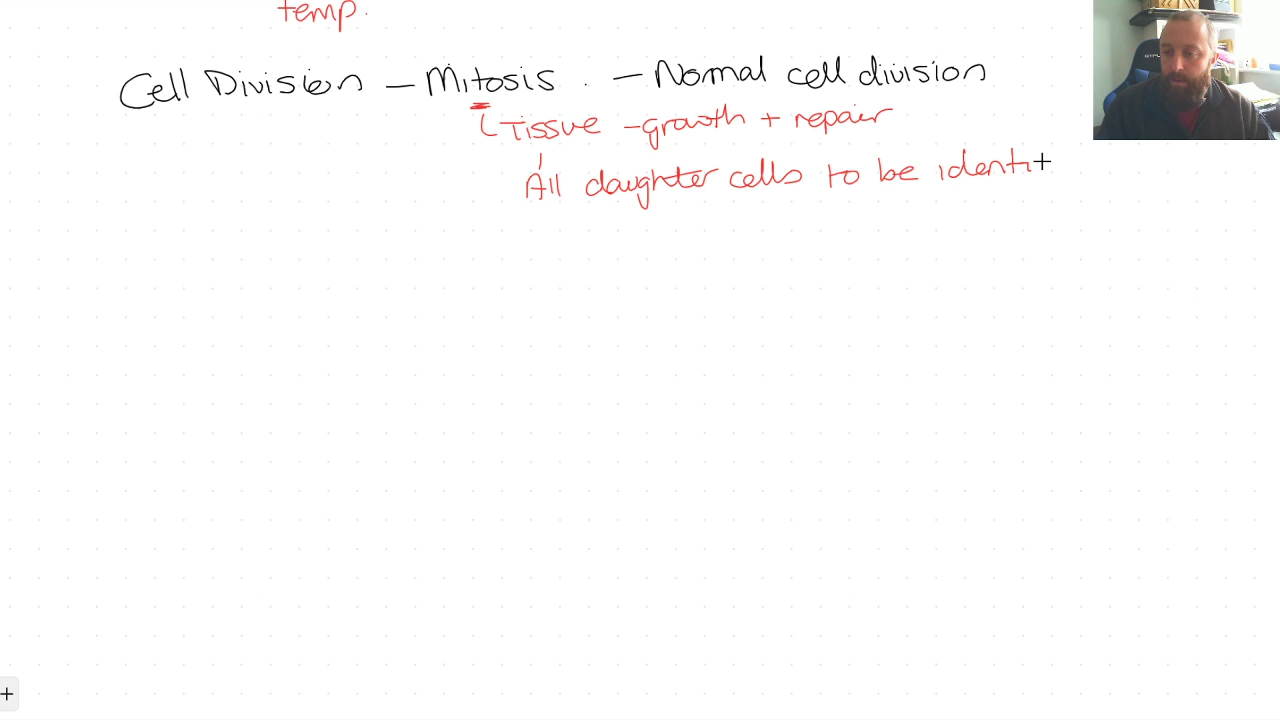 temp.
Cell Division - Mitosis. - Normal cell division
Tissue - growth + repair
All daughter cells to be identi